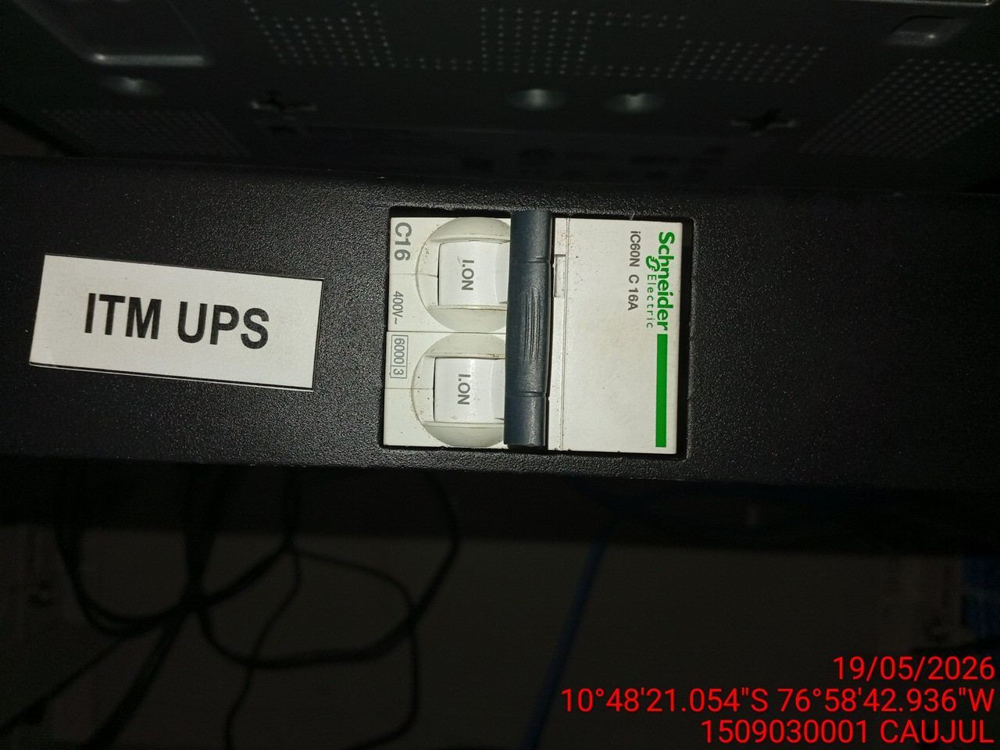 ITM UPS
C16
400V~
6000 3
I.ON
I.ON
Schneider
Electric
iC60N C 16A
19/05/2026
10°48'21.054"S 76°58'42.936"W
1509030001 CAUJUL